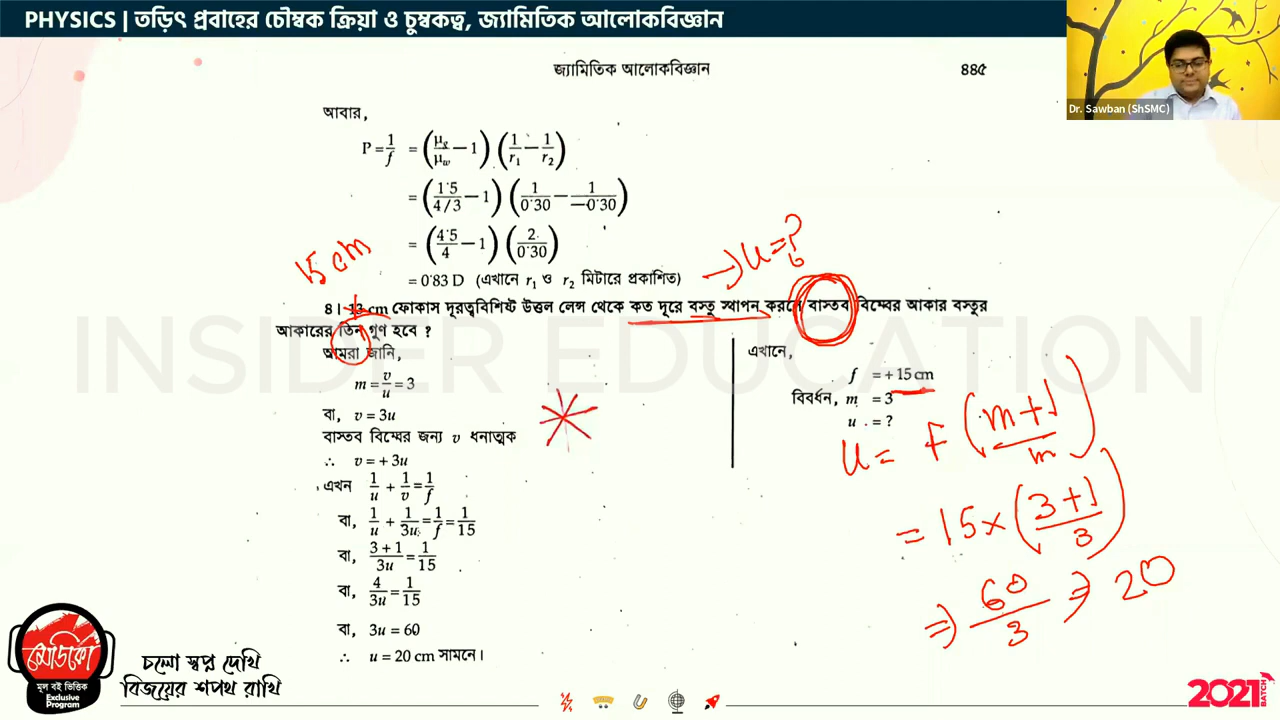 PHYSICS | তড়িৎ প্রবাহের চৌম্বক ক্রিয়া ও চুম্বকত্ব, জ্যামিতিক আলোকবিজ্ঞান
Dr. Sawban (ShSMC)
জ্যামিতিক আলোকবিজ্ঞান ৪৪৫
আবার,
P = 1/f = (μg/μw − 1) (1/r₁ − 1/r₂)
= (1·5/4/3 − 1) (1/0·30 − 1/−0·30)
= (4·5/4 − 1) (2/0·30)
= 0·83 D (এখানে r₁ ও r₂ মিটারে প্রকাশিত)
15 cm
→ u = ?
8। 13 cm ফোকাস দূরত্ববিশিষ্ট উত্তল লেন্স থেকে কত দূরে বস্তু স্থাপন করলে বাস্তব বিম্বের আকার বস্তুর
আকারের তিন গুণ হবে ?
আমরা জানি,
m = v/u = 3
বা, v = 3u
বাস্তব বিম্বের জন্য v ধনাত্মক
∴ v = + 3u
এখন 1/u + 1/v = 1/f
বা, 1/u + 1/3u = 1/f = 1/15
বা, 3 + 1/3u = 1/15
বা, 4/3u = 1/15
বা, 3u = 60
∴ u = 20 cm সামনে।
এখানে,
f = + 15 cm
বিবর্ধন, m = 3
u = ?
u = f (m+1/m)
= 15 × (3+1/3)
⇒ 60/3 ⇒ 20
INSIDER EDUCATION
মেডিকো
মূল বই ভিত্তিক
Exclusive
Program
চলো স্বপ্ন দেখি
বিজয়ের শপথ রাখি
2021 BATCH